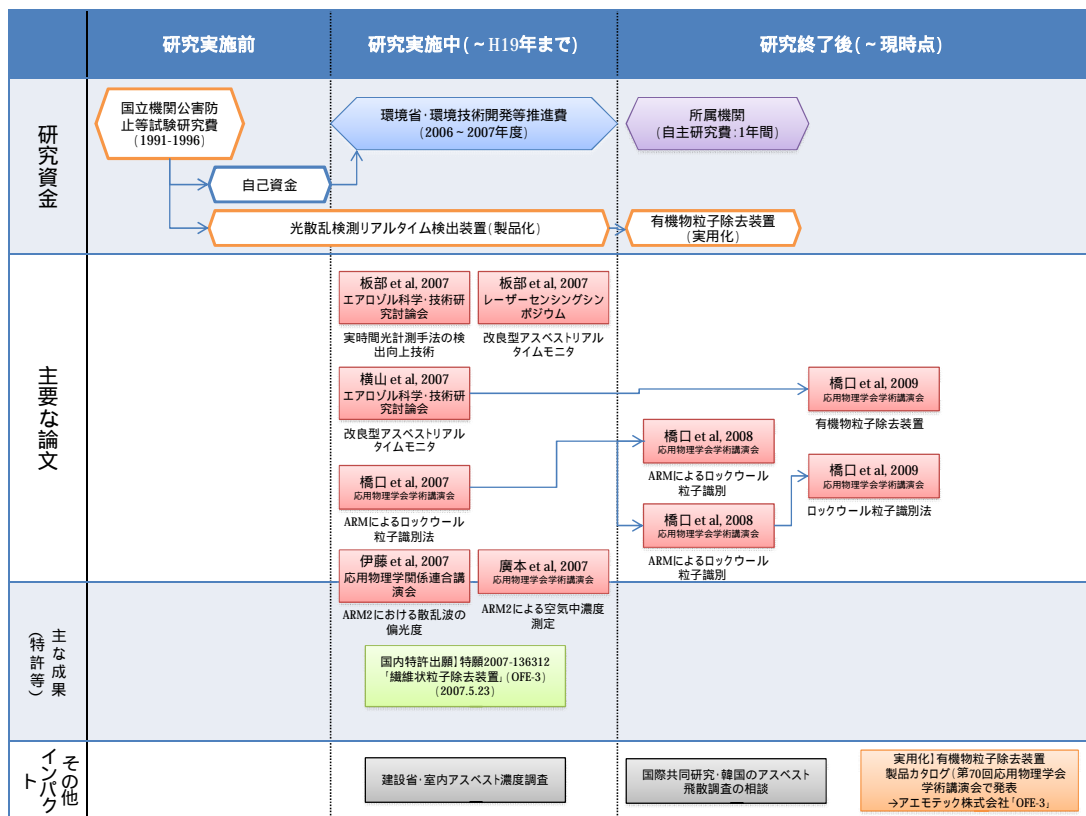 研究実施前
研究実施中(～H19年まで)
研究終了後(～現時点)
研究資金
国立機関公害防
止等試験研究費
(1991-1996)
環境省・環境技術開発等推進費
(2006～2007年度)
所属機関
(自主研究費:1年間)
自己資金
光散乱検測リアルタイム検出装置(製品化)
有機物粒子除去装置
(実用化)
主要な論文
板部 et al, 2007
エアロゾル科学・技術研
究討論会
実時間光計測手法の検
出向上技術
板部 et al, 2007
レーザーセンシングシン
ポジウム
改良型アスベストリアル
タイムモニタ
横山 et al, 2007
エアロゾル科学・技術研
究討論会
改良型アスベストリアル
タイムモニタ
橋口 et al, 2009
応用物理学会学術講演会
有機物粒子除去装置
橋口 et al, 2008
応用物理学会学術講演会
ARMによるロックウール
粒子識別
橋口 et al, 2007
応用物理学会学術講演会
ARMによるロックウール
粒子識別法
橋口 et al, 2009
応用物理学会学術講演会
ロックウール粒子識別法
橋口 et al, 2008
応用物理学会学術講演会
ARMによるロックウール
粒子識別
伊藤 et al, 2007
応用物理学関係連合講
演会
ARM2における散乱波の
偏光度
廣本 et al, 2007
応用物理学会学術講演会
ARM2による空気中濃度
測定
主な成果
(特許等)
国内特許出願】特願2007-136312
「繊維状粒子除去装置」(OFE-3)
(2007.5.23)
その他
インパク
ト
建設省・室内アスベスト濃度調査
国際共同研究・韓国のアスベスト
飛散調査の相談
実用化】有機物粒子除去装置
製品カタログ(第70回応用物理学会
学術講演会で発表
→アエモテック株式会社「OFE-3」